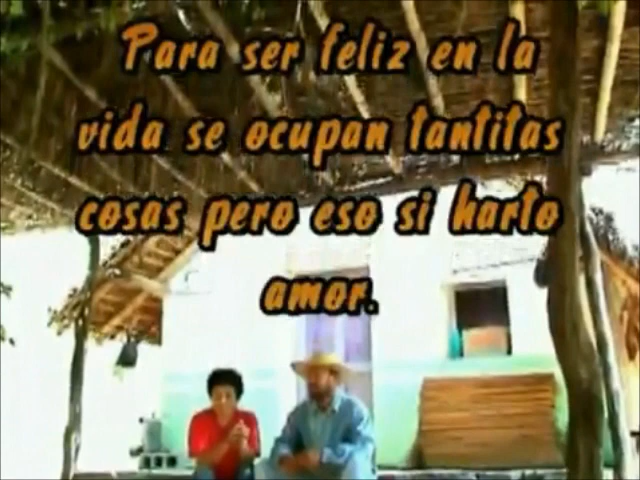 Para ser feliz en la
vida se ocupan tantitas
cosas pero eso si harto
amor.